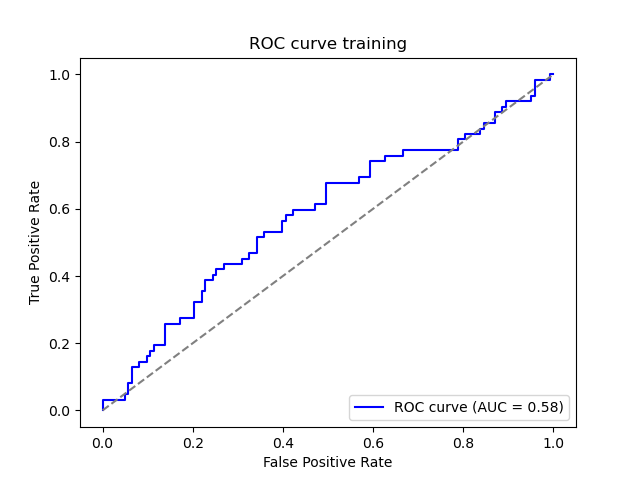 ROC curve training
1.0
0.8
0.6
0.4
0.2
0.0
True Positive Rate
ROC curve (AUC = 0.58)
0.0 0.2 0.4 0.6 0.8 1.0
False Positive Rate